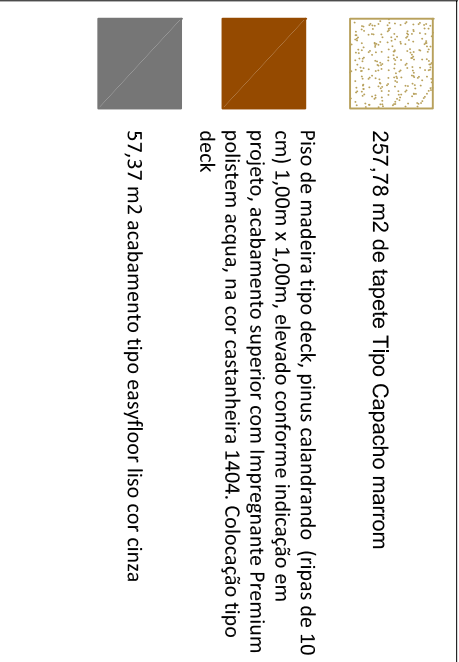 257,78 m2 de tapete Tipo Capacho marrom
Piso de madeira tipo deck, pinus calandrando (ripas de 10
cm) 1,00m x 1,00m, elevado conforme indicação em
projeto, acabamento superior com Impregnante Premium
polistem acqua, na cor castanheira 1404. Colocação tipo
deck
57,37 m2 acabamento tipo easyfloor liso cor cinza